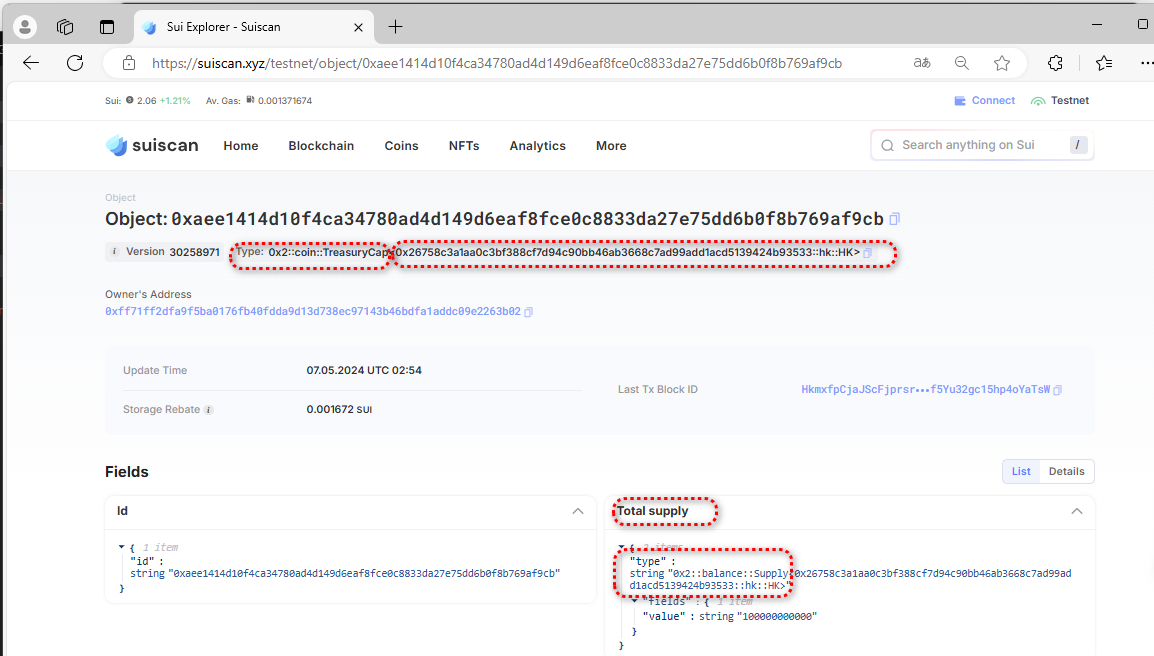 Sui Explorer - Suiscan
https://suiscan.xyz/testnet/object/0xaee1414d10f4ca34780ad4d149d6eaf8fce0c8833da27e75dd6b0f8b769af9cb
Sui: 2.06 +1.21% Av. Gas: 0.001371674 Connect Testnet
suiscan Home Blockchain Coins NFTs Analytics More Search anything on Sui /
Object
Object: 0xaee1414d10f4ca34780ad4d149d6eaf8fce0c8833da27e75dd6b0f8b769af9cb
i Version 30258971 Type: 0x2::coin::TreasuryCap<0x26758c3a1aa0c3bf388cf7d94c90bb46ab3668c7ad99add1acd5139424b93533::hk::HK>
Owner's Address
0xff71ff2dfa9f5ba0176fb40fdda9d13d738ec97143b46bdfa1addc09e2263b02
Update Time 07.05.2024 UTC 02:54
Last Tx Block ID HkmxfpCjaJScFjprsr•••f5Yu32gc15hp4oYaTsW
Storage Rebate i 0.001672 SUI
Fields List Details
Id
{ 1 item
"id" :
string "0xaee1414d10f4ca34780ad4d149d6eaf8fce0c8833da27e75dd6b0f8b769af9cb"
}
Total supply
{ 2 items
"type" :
string "0x2::balance::Supply<0x26758c3a1aa0c3bf388cf7d94c90bb46ab3668c7ad99ad
d1acd5139424b93533::hk::HK>"
"fields" : { 1 item
"value" : string "100000000000"
}
}